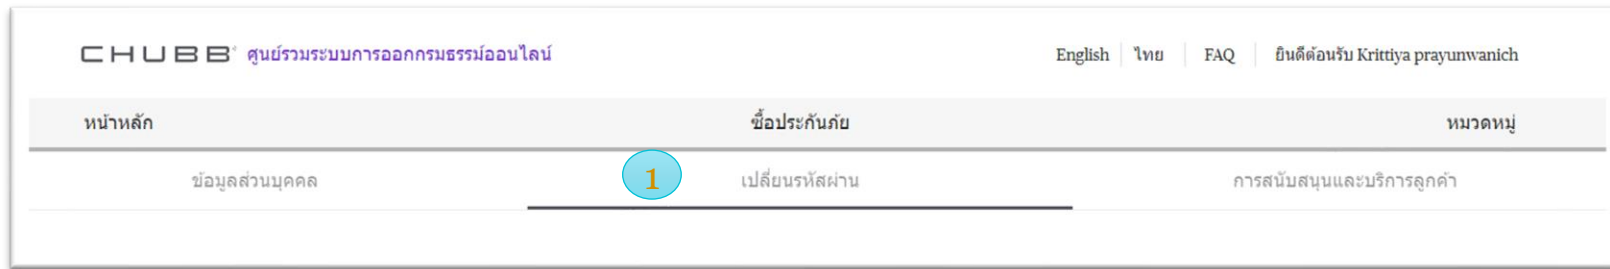 CHUBB® ศูนย์รวมระบบการออกกรมธรรม์ออนไลน์ English ไทย FAQ ยินดีต้อนรับ Krittiya prayunwanich
หน้าหลัก ซื้อประกันภัย หมวดหมู่
ข้อมูลส่วนบุคคล 1 เปลี่ยนรหัสผ่าน การสนับสนุนและบริการลูกค้า